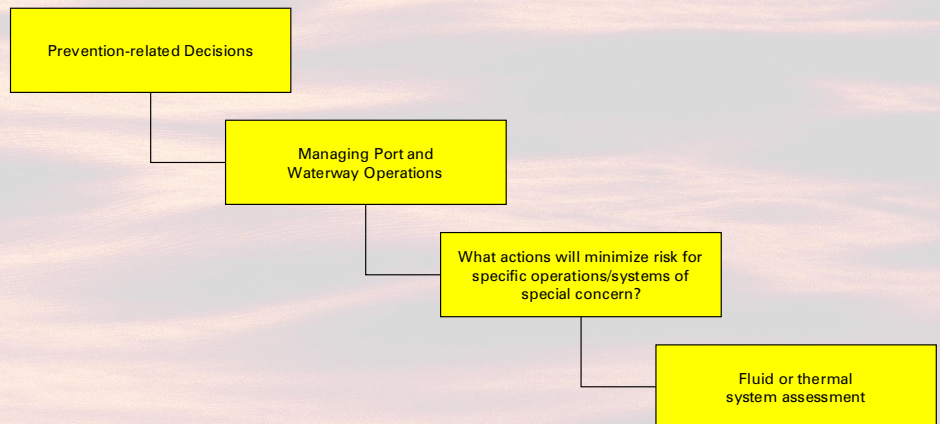 Prevention-related Decisions
Managing Port and
Waterway Operations
What actions will minimize risk for
specific operations/systems of
special concern?
Fluid or thermal
system assessment